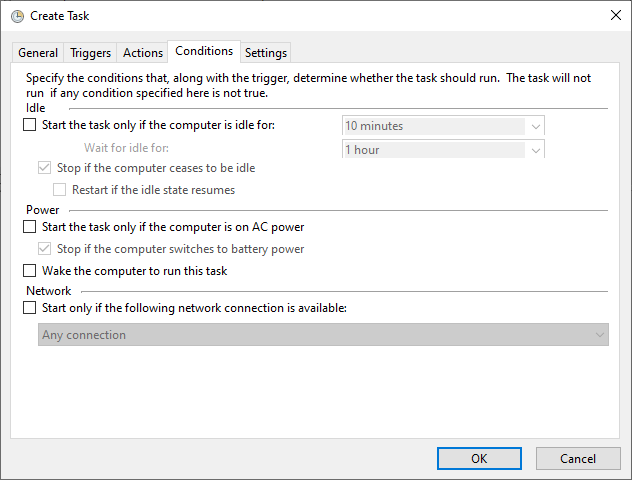 Create Task
General Triggers Actions Conditions Settings
Specify the conditions that, along with the trigger, determine whether the task should run.  The task will not
run  if any condition specified here is not true.
Idle
Start the task only if the computer is idle for: 10 minutes
Wait for idle for: 1 hour
Stop if the computer ceases to be idle
Restart if the idle state resumes
Power
Start the task only if the computer is on AC power
Stop if the computer switches to battery power
Wake the computer to run this task
Network
Start only if the following network connection is available:
Any connection
OK Cancel